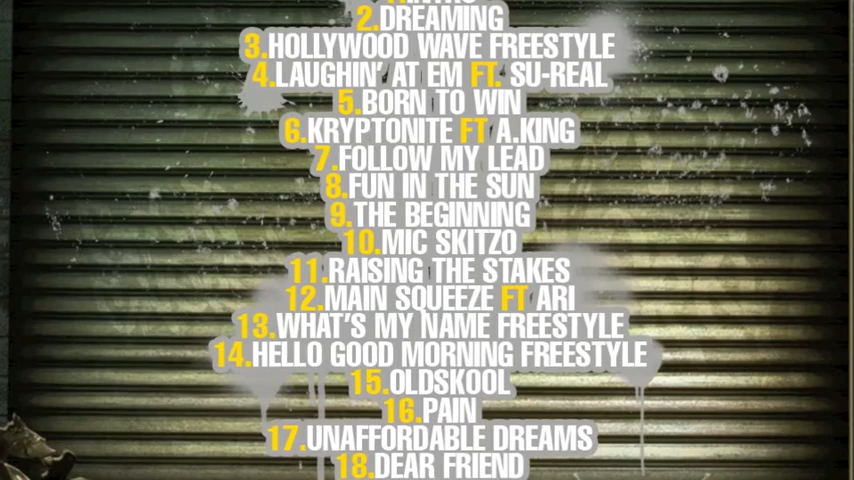 2.DREAMING
3.HOLLYWOOD WAVE FREESTYLE
4.LAUGHIN' AT EM FT. SU-REAL
5.BORN TO WIN
6.KRYPTONITE FT A.KING
7.FOLLOW MY LEAD
8.FUN IN THE SUN
9.THE BEGINNING
10.MIC SKITZO
11.RAISING THE STAKES
12.MAIN SQUEEZE FT ARI
13.WHAT'S MY NAME FREESTYLE
14.HELLO GOOD MORNING FREESTYLE
15.OLDSKOOL
16.PAIN
17.UNAFFORDABLE DREAMS
18.DEAR FRIEND